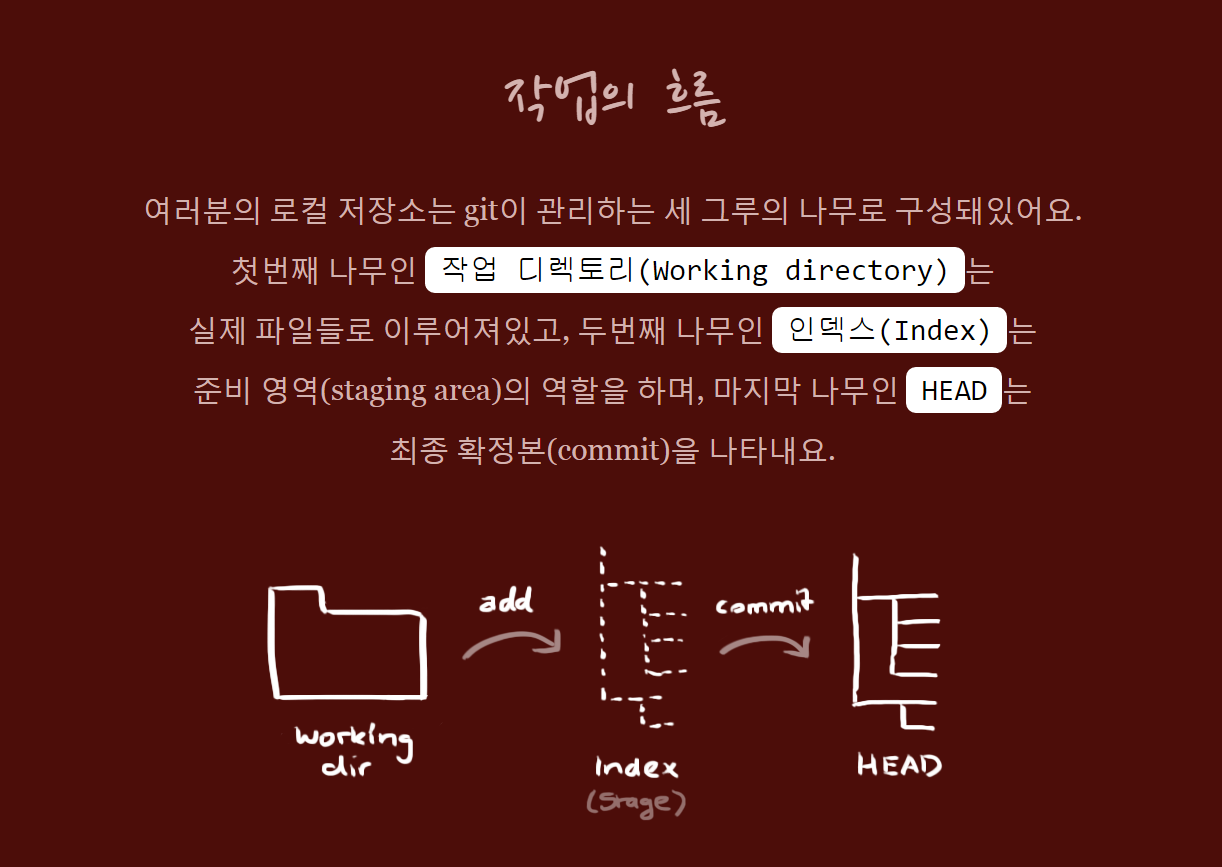 작업의 흐름
여러분의 로컬 저장소는 git이 관리하는 세 그루의 나무로 구성돼있어요.
첫번째 나무인 작업 디렉토리(Working directory)는
실제 파일들로 이루어져있고, 두번째 나무인 인덱스(Index)는
준비 영역(staging area)의 역할을 하며, 마지막 나무인 HEAD는
최종 확정본(commit)을 나타내요.
add
commit
working
dir
Index
(Stage)
HEAD